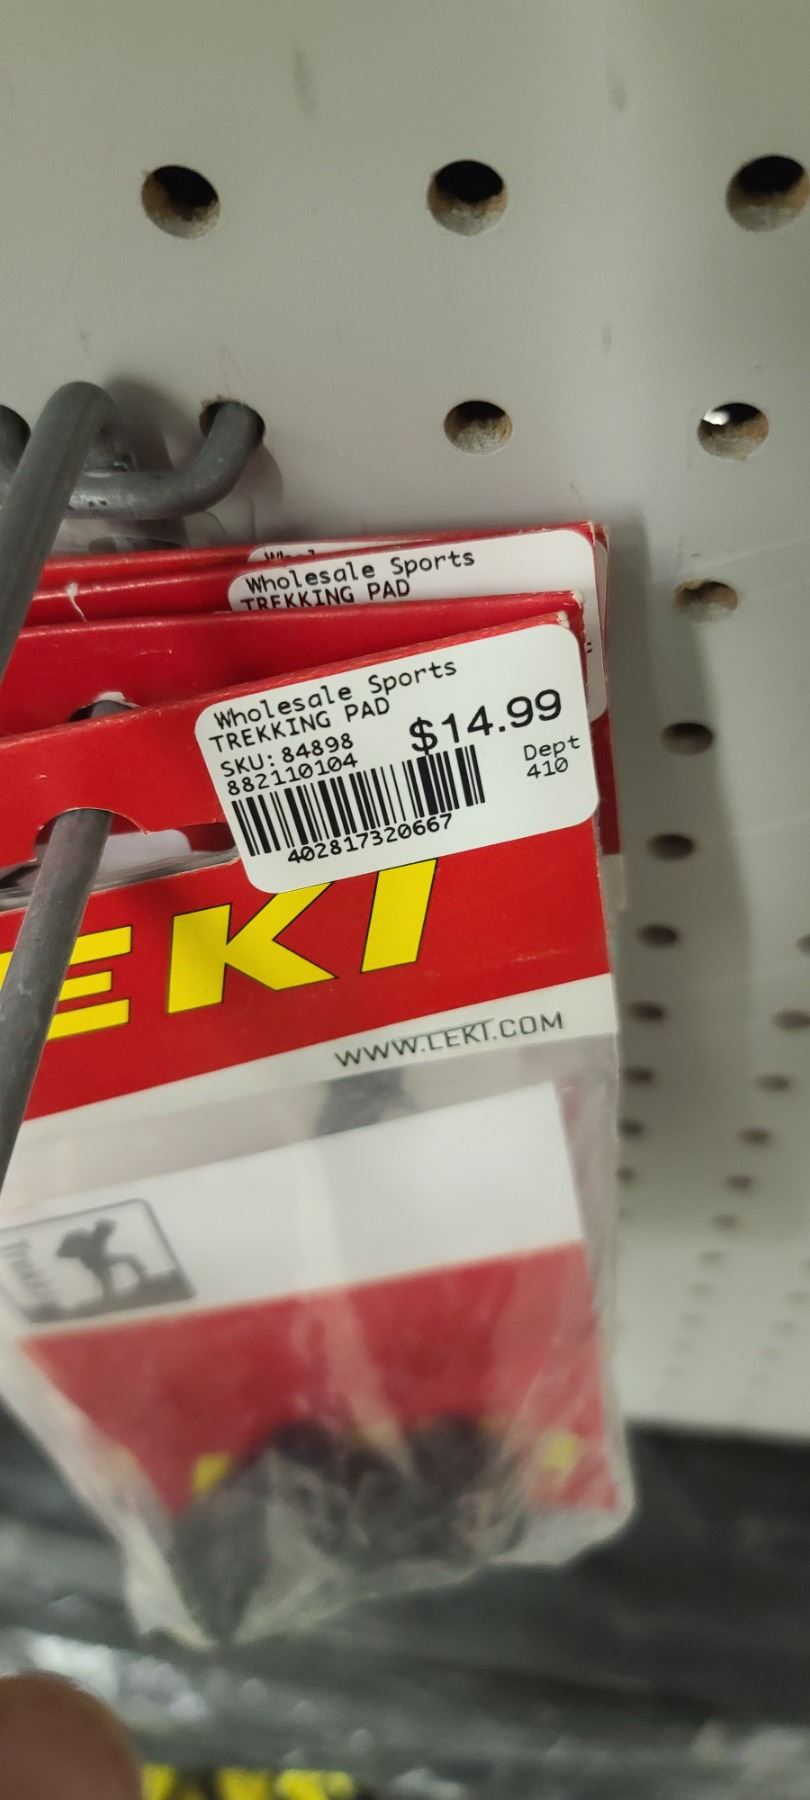 Wholesale Sports
TREKKING PAD
Wholesale Sports
TREKKING PAD
$14.99
SKU: 84898
882110104
Dept
410
402817320667
EKI
WWW.LEKI.COM